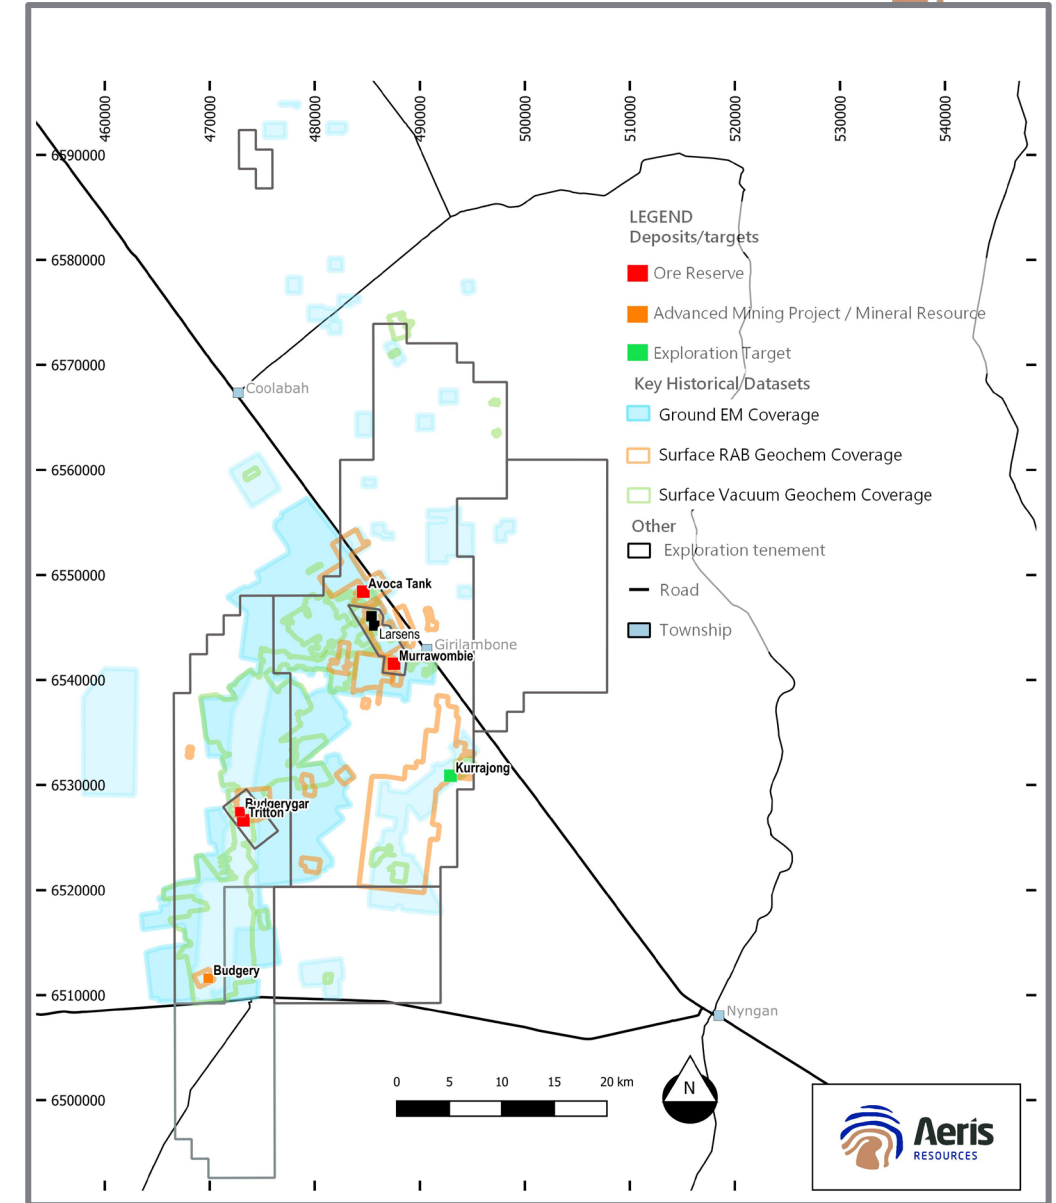 460000
470000
480000
490000
500000
510000
520000
530000
540000
6590000
6580000
6570000
6560000
6550000
6540000
6530000
6520000
6510000
6500000
LEGEND
Deposits/targets
Ore Reserve
Advanced Mining Project / Mineral Resource
Exploration Target
Key Historical Datasets
Ground EM Coverage
Surface RAB Geochem Coverage
Surface Vacuum Geochem Coverage
Other
Exploration tenement
Road
Township
Coolabah
Avoca Tank
Larsens
Girilambone
Murrawombie
Kurrajong
Budgerygar
Tritton
Budgery
Nyngan
0 5 10 15 20 km
N
Aeris
RESOURCES